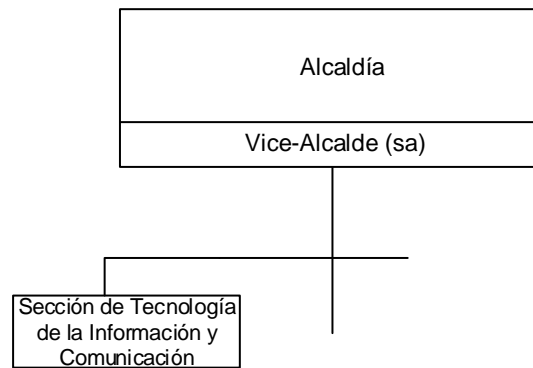 Alcaldía
Vice-Alcalde (sa)
Sección de Tecnología
de la Información y
Comunicación